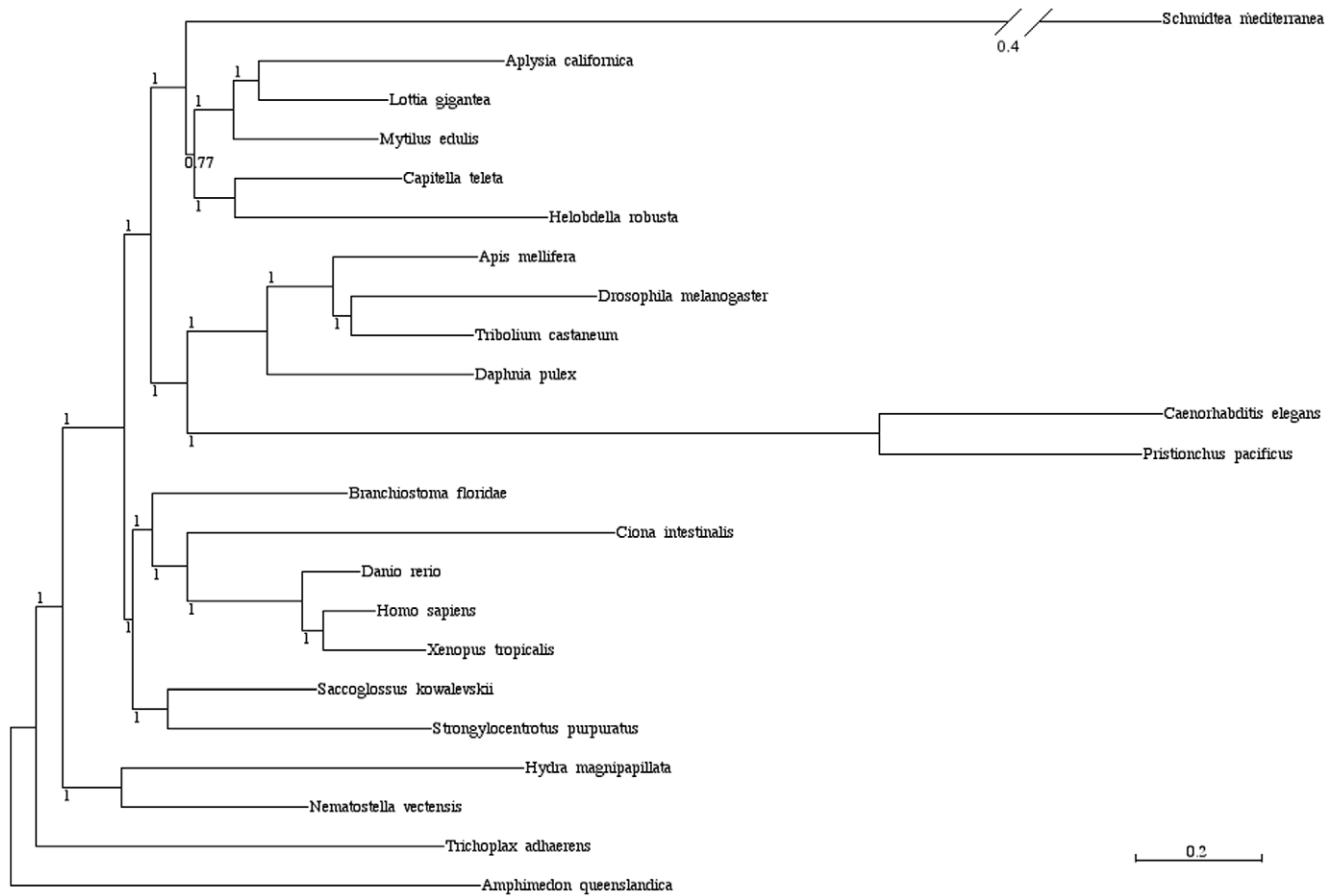 Schmidtea mediterranea
0.4
1
1
Aplysia californica
1
Lottia gigantea
Mytilus edulis
0.77
Capitella teleta
1
Helobdella robusta
1
Apis mellifera
1
Drosophila melanogaster
1
1
Tribolium castaneum
Daphnia pulex
1
Caenorhabditis elegans
1
1
Pristionchus pacificus
Branchiostoma floridae
1
Ciona intestinalis
1
Danio rerio
1
1
Homo sapiens
1
1
Xenopus tropicalis
Saccoglossus kowalevskii
1
Strongylocentrotus purpuratus
Hydra magnipapillata
1
Nematostella vectensis
Trichoplax adhaerens
0.2
Amphimedon queenslandica